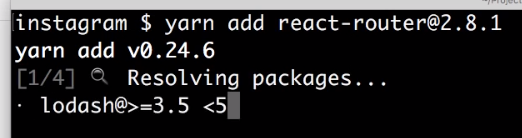 ~/Project
instagram $ yarn add react-router@2.8.1
yarn add v0.24.6
[1/4] 🔍 Resolving packages...
· lodash@>=3.5 <5